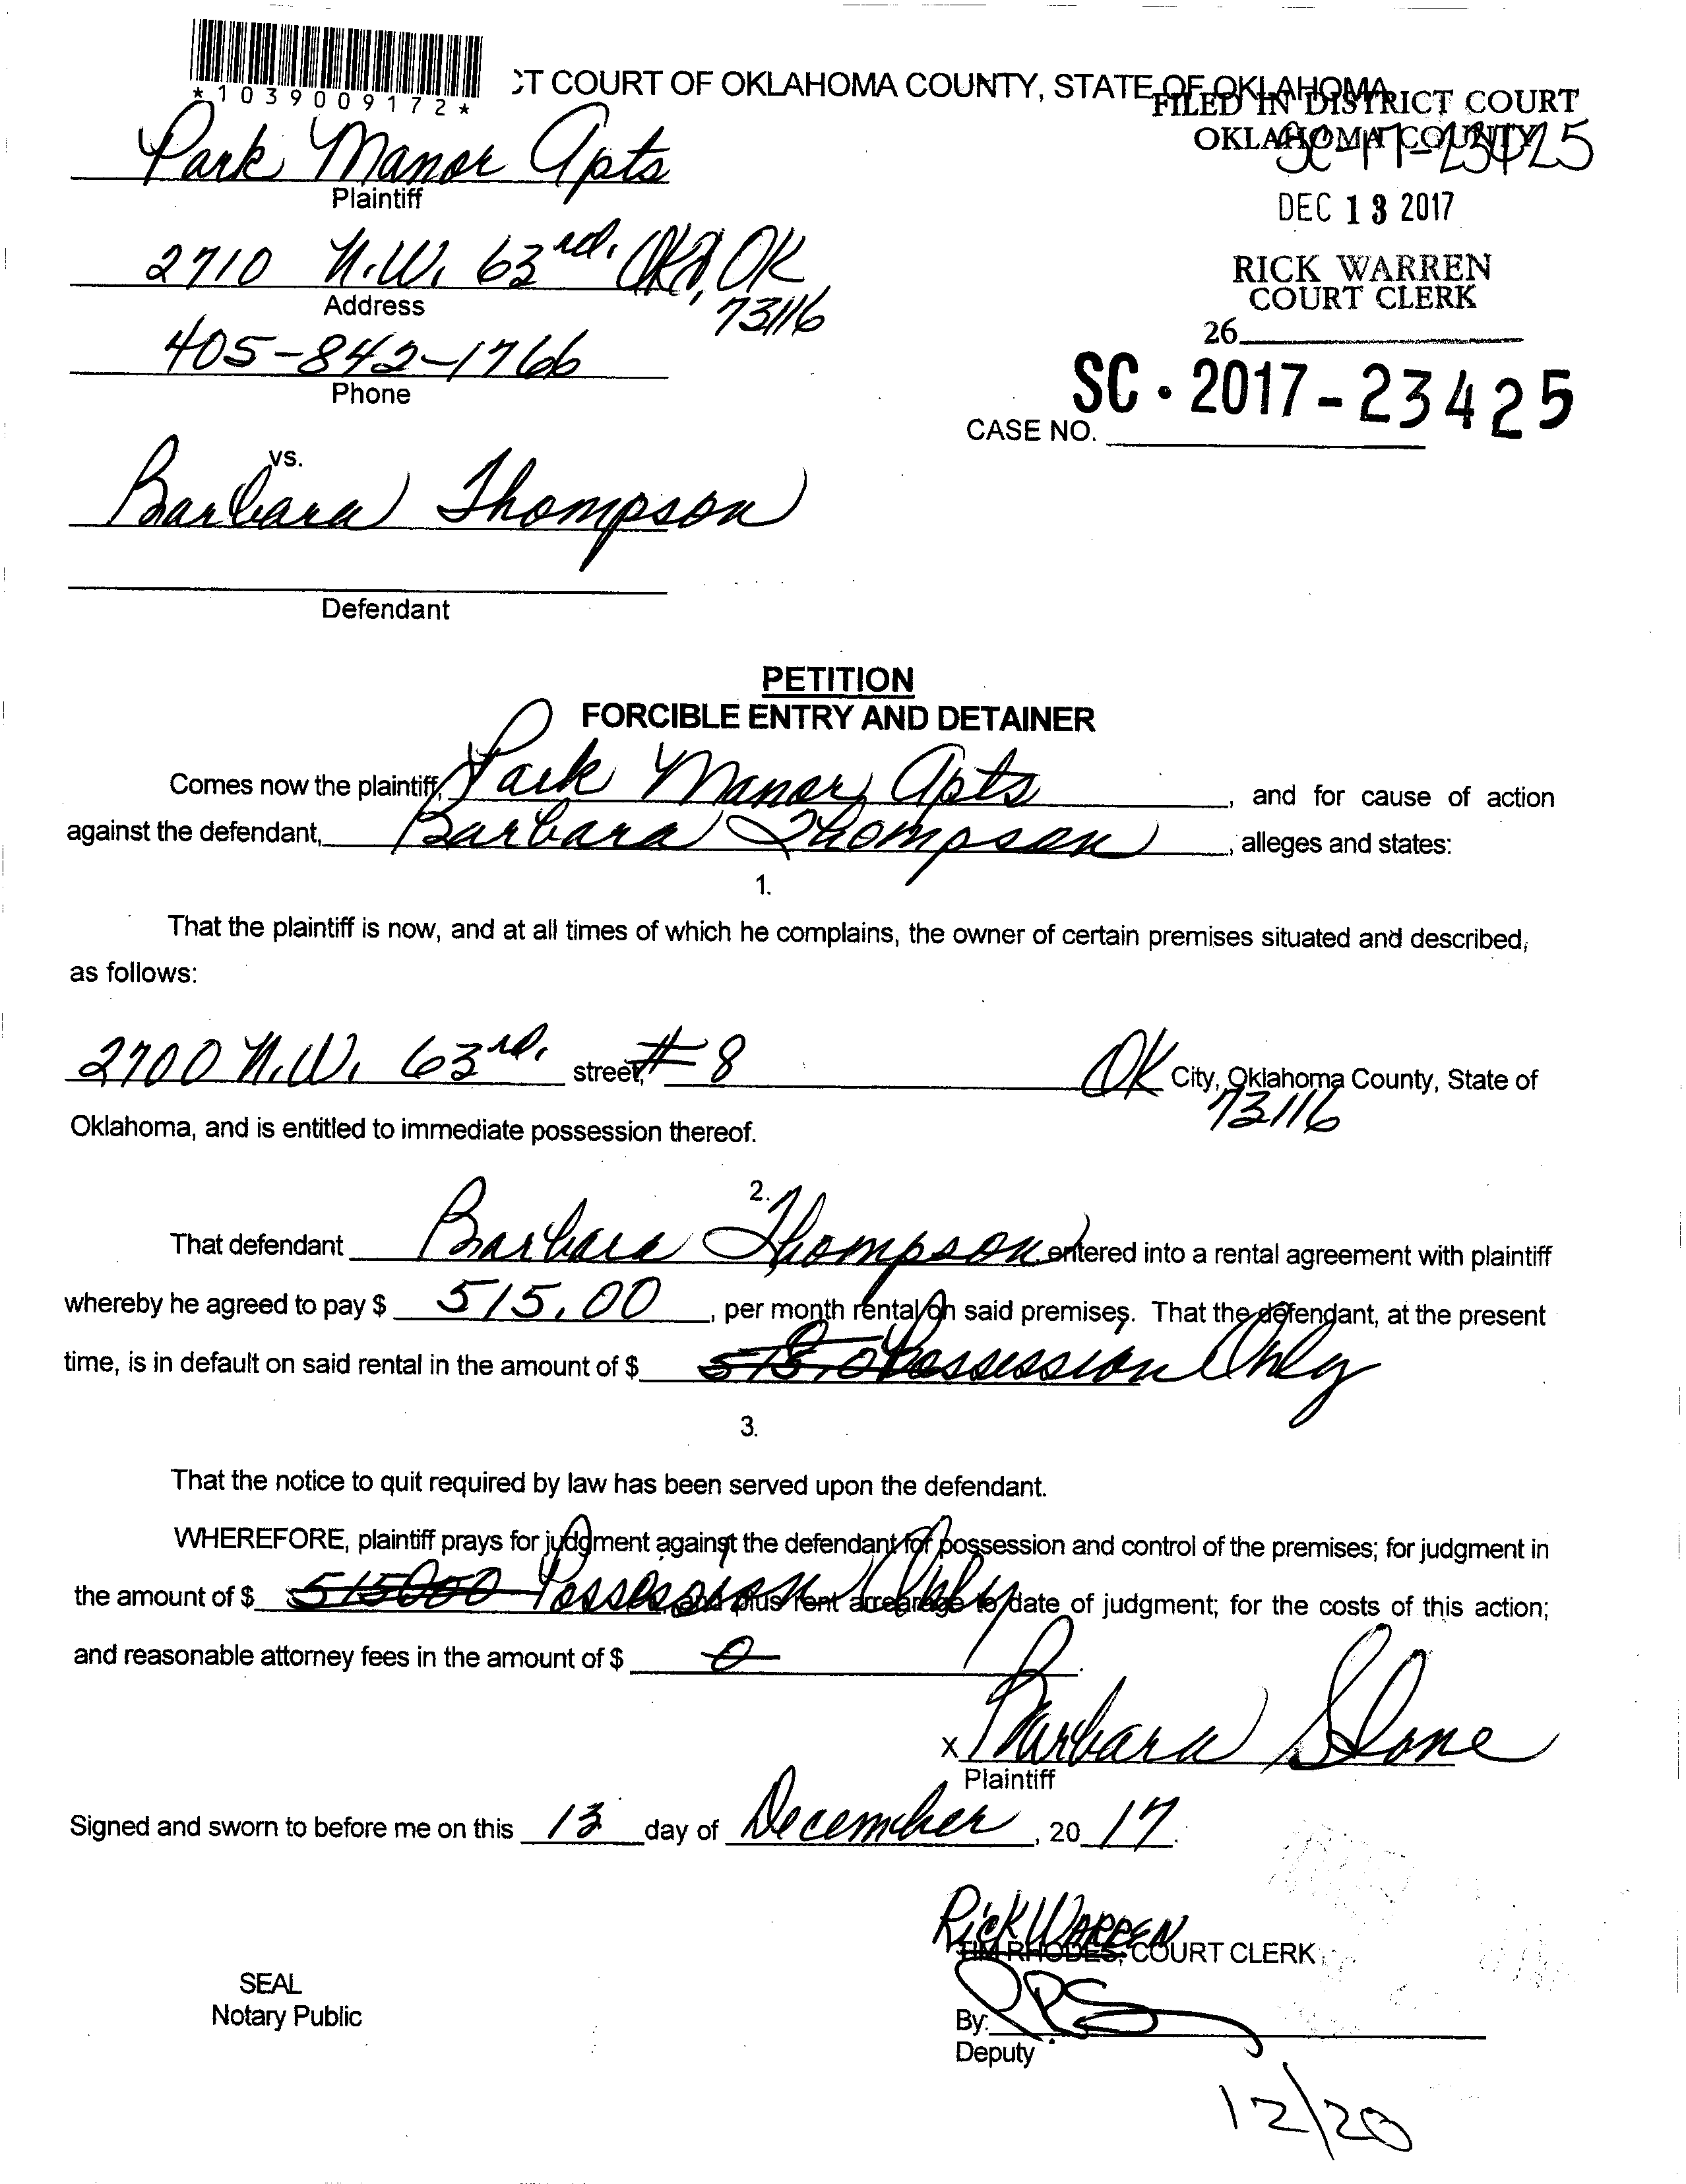 *1039009172*
CT COURT OF OKLAHOMA COUNTY, STATE OF OKLAHOMA
FILED IN DISTRICT COURT
OKLAHOMA COUNTY
Park Manor Apts
Plaintiff
DEC 13 2017
2710 N.W. 63rd. OKC, OK
Address
73116
RICK WARREN
COURT CLERK
26
405-842-1766
Phone
SC-2017-23425
CASE NO.
vs.
Barbara Thompson
Defendant
PETITION
FORCIBLE ENTRY AND DETAINER
Comes now the plaintiff, Park Manor Apts, and for cause of action
against the defendant, Barbara Thompson, alleges and states:
1.
That the plaintiff is now, and at all times of which he complains, the owner of certain premises situated and described,
as follows:
2700 N.W. 63rd. street, #8 OK City, Oklahoma County, State of
73116
Oklahoma, and is entitled to immediate possession thereof.
2.
That defendant Barbara Thompson entered into a rental agreement with plaintiff
whereby he agreed to pay $ 515.00, per month rental on said premises. That the defendant, at the present
time, is in default on said rental in the amount of $ Possession Only
3.
That the notice to quit required by law has been served upon the defendant.
WHEREFORE, plaintiff prays for judgment against the defendant for possession and control of the premises; for judgment in
the amount of $ Possession Only, and plus rent arrearage to date of judgment; for the costs of this action;
and reasonable attorney fees in the amount of $ 0.
x Barbara Slone
Plaintiff
Signed and sworn to before me on this 13 day of December, 20 17.
Rick WARREN
TIM RHODES, COURT CLERK
SEAL
Notary Public
By:
Deputy
12/20